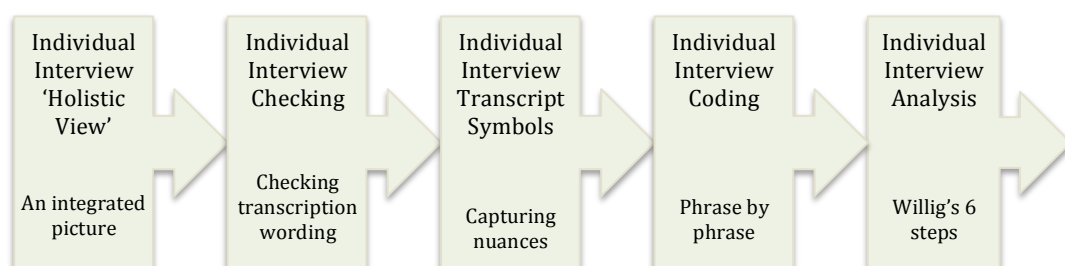 Individual
Interview
‘Holistic
View’
An integrated
picture
Individual
Interview
Checking
Checking
transcription
wording
Individual
Interview
Transcript
Symbols
Capturing
nuances
Individual
Interview
Coding
Phrase by
phrase
Individual
Interview
Analysis
Willig’s 6
steps